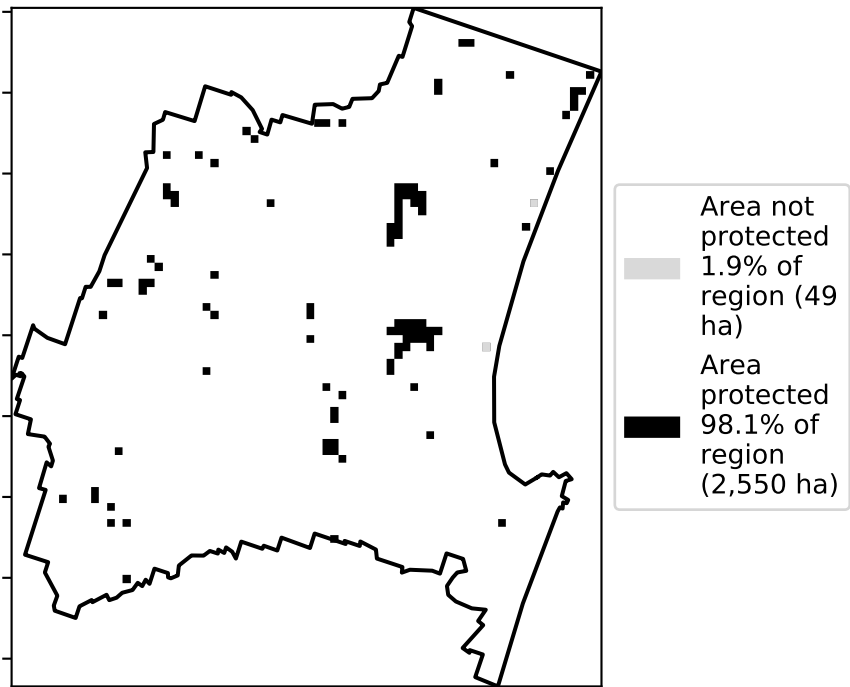 Area not
protected
1.9% of
region (49
ha)
Area
protected
98.1% of
region
(2,550 ha)